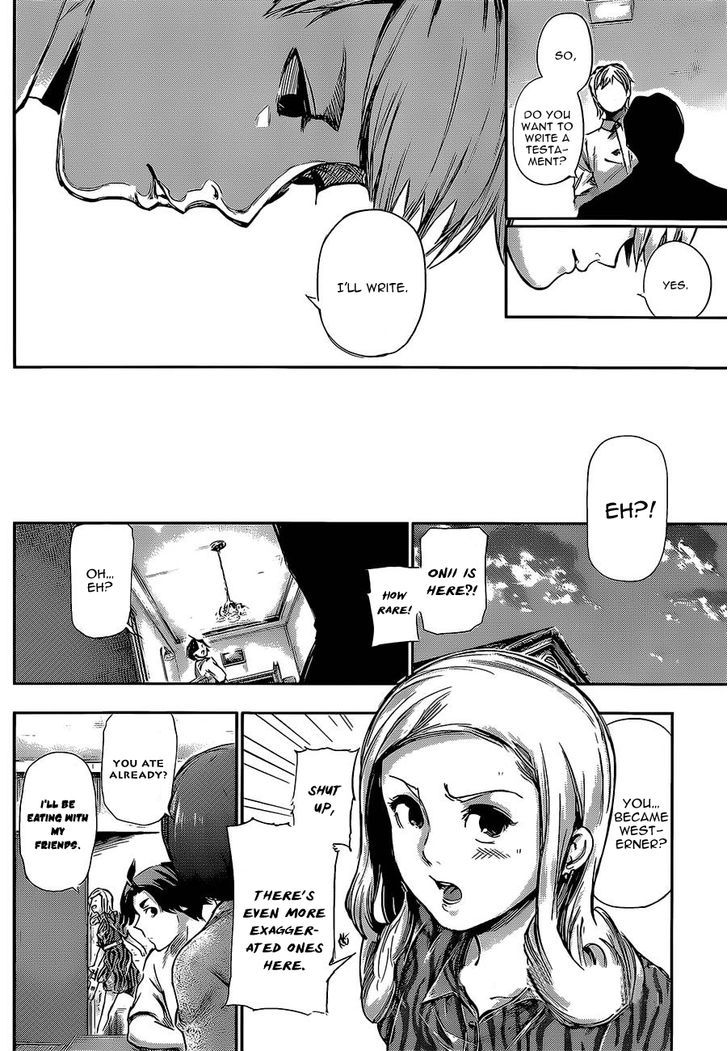 SO,
DO YOU
WANT TO
WRITE A
TESTA-
MENT?
YES.
I'LL WRITE.
EH?!
ONII IS
HERE?!
HOW
RARE!
OH...
EH?
YOU...
BECAME
WEST-
ERNER?
SHUT
UP,
THERE'S
EVEN MORE
EXAGGER-
ATED ONES
HERE.
YOU ATE
ALREADY?
I'LL BE
EATING WITH
MY
FRIENDS.